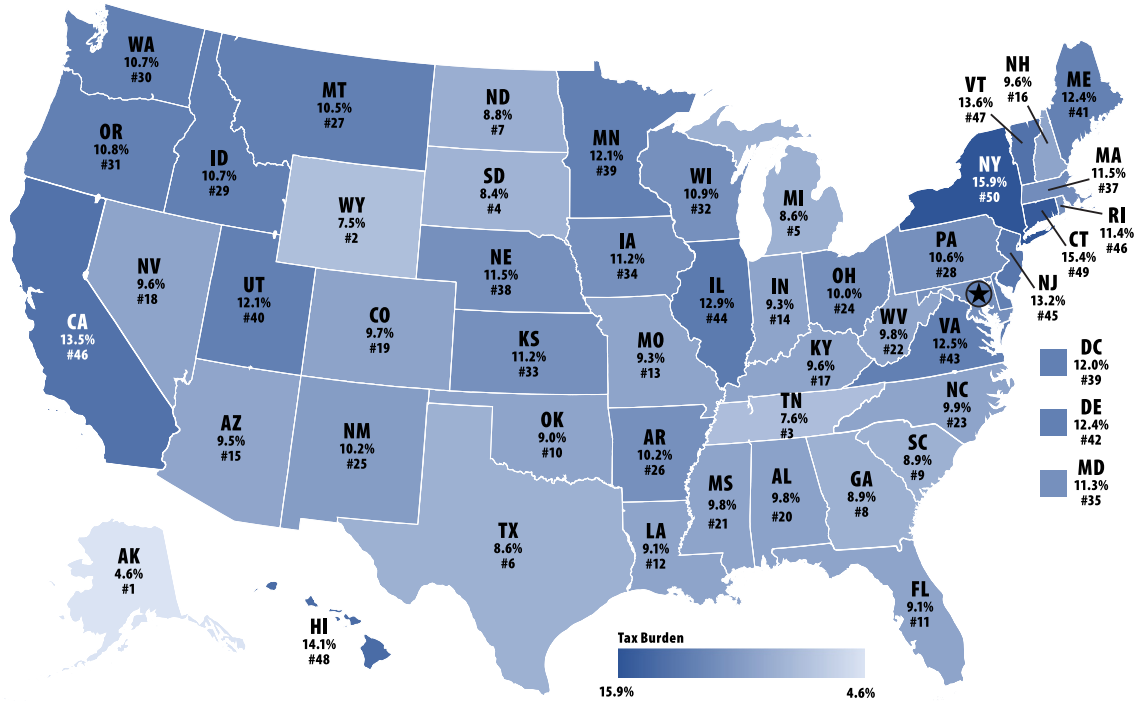 WA
10.7%
#30
OR
10.8%
#31
CA
13.5%
#46
ID
10.7%
#29
NV
9.6%
#18
MT
10.5%
#27
WY
7.5%
#2
UT
12.1%
#40
AZ
9.5%
#15
CO
9.7%
#19
NM
10.2%
#25
ND
8.8%
#7
SD
8.4%
#4
NE
11.5%
#38
KS
11.2%
#33
OK
9.0%
#10
TX
8.6%
#6
MN
12.1%
#39
IA
11.2%
#34
MO
9.3%
#13
AR
10.2%
#26
LA
9.1%
#12
WI
10.9%
#32
IL
12.9%
#44
MI
8.6%
#5
IN
9.3%
#14
OH
10.0%
#24
KY
9.6%
#17
TN
7.6%
#3
MS
9.8%
#21
AL
9.8%
#20
GA
8.9%
#8
FL
9.1%
#11
SC
8.9%
#9
NC
9.9%
#23
VA
12.5%
#43
WV
9.8%
#22
PA
10.6%
#28
NY
15.9%
#50
VT
13.6%
#47
NH
9.6%
#16
ME
12.4%
#41
MA
11.5%
#37
RI
11.4%
#46
CT
15.4%
#49
NJ
13.2%
#45
DC
12.0%
#39
DE
12.4%
#42
MD
11.3%
#35
AK
4.6%
#1
HI
14.1%
#48
Tax Burden
15.9%
4.6%